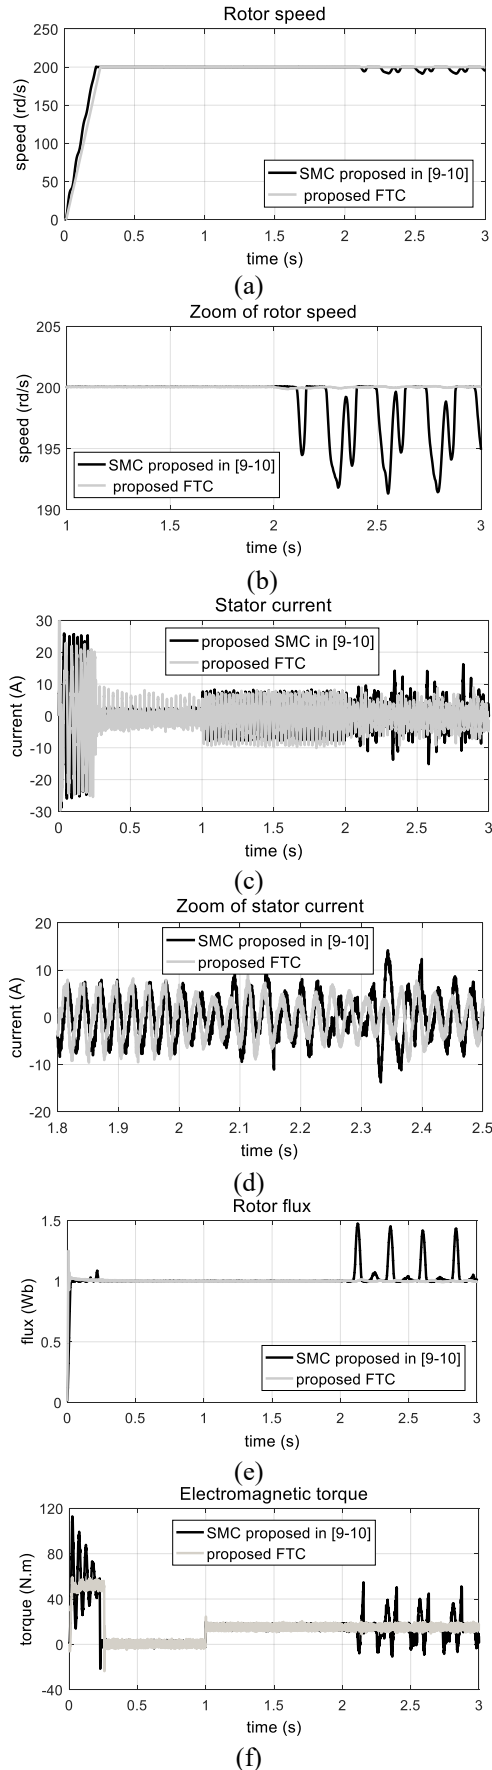 Rotor speed
250
200
150
100
50
0
speed (rd/s)
SMC proposed in [9-10]
proposed FTC
0 0.5 1 1.5 2 2.5 3
time (s)
(a)
Zoom of rotor speed
205
200
195
190
speed (rd/s)
SMC proposed in [9-10]
proposed FTC
1 1.5 2 2.5 3
time (s)
(b)
Stator current
30
20
10
0
-10
-20
-30
current (A)
proposed SMC in [9-10]
proposed FTC
0 0.5 1 1.5 2 2.5 3
time (s)
(c)
Zoom of stator current
20
10
0
-10
-20
current (A)
SMC proposed in [9-10]
proposed FTC
1.8 1.9 2 2.1 2.2 2.3 2.4 2.5
time (s)
(d)
Rotor flux
1.5
1
0.5
0
flux (Wb)
SMC proposed in [9-10]
proposed FTC
0 0.5 1 1.5 2 2.5 3
time (s)
(e)
Electromagnetic torque
120
80
40
0
-40
torque (N.m)
SMC proposed in [9-10]
proposed FTC
0 0.5 1 1.5 2 2.5 3
time (s)
(f)